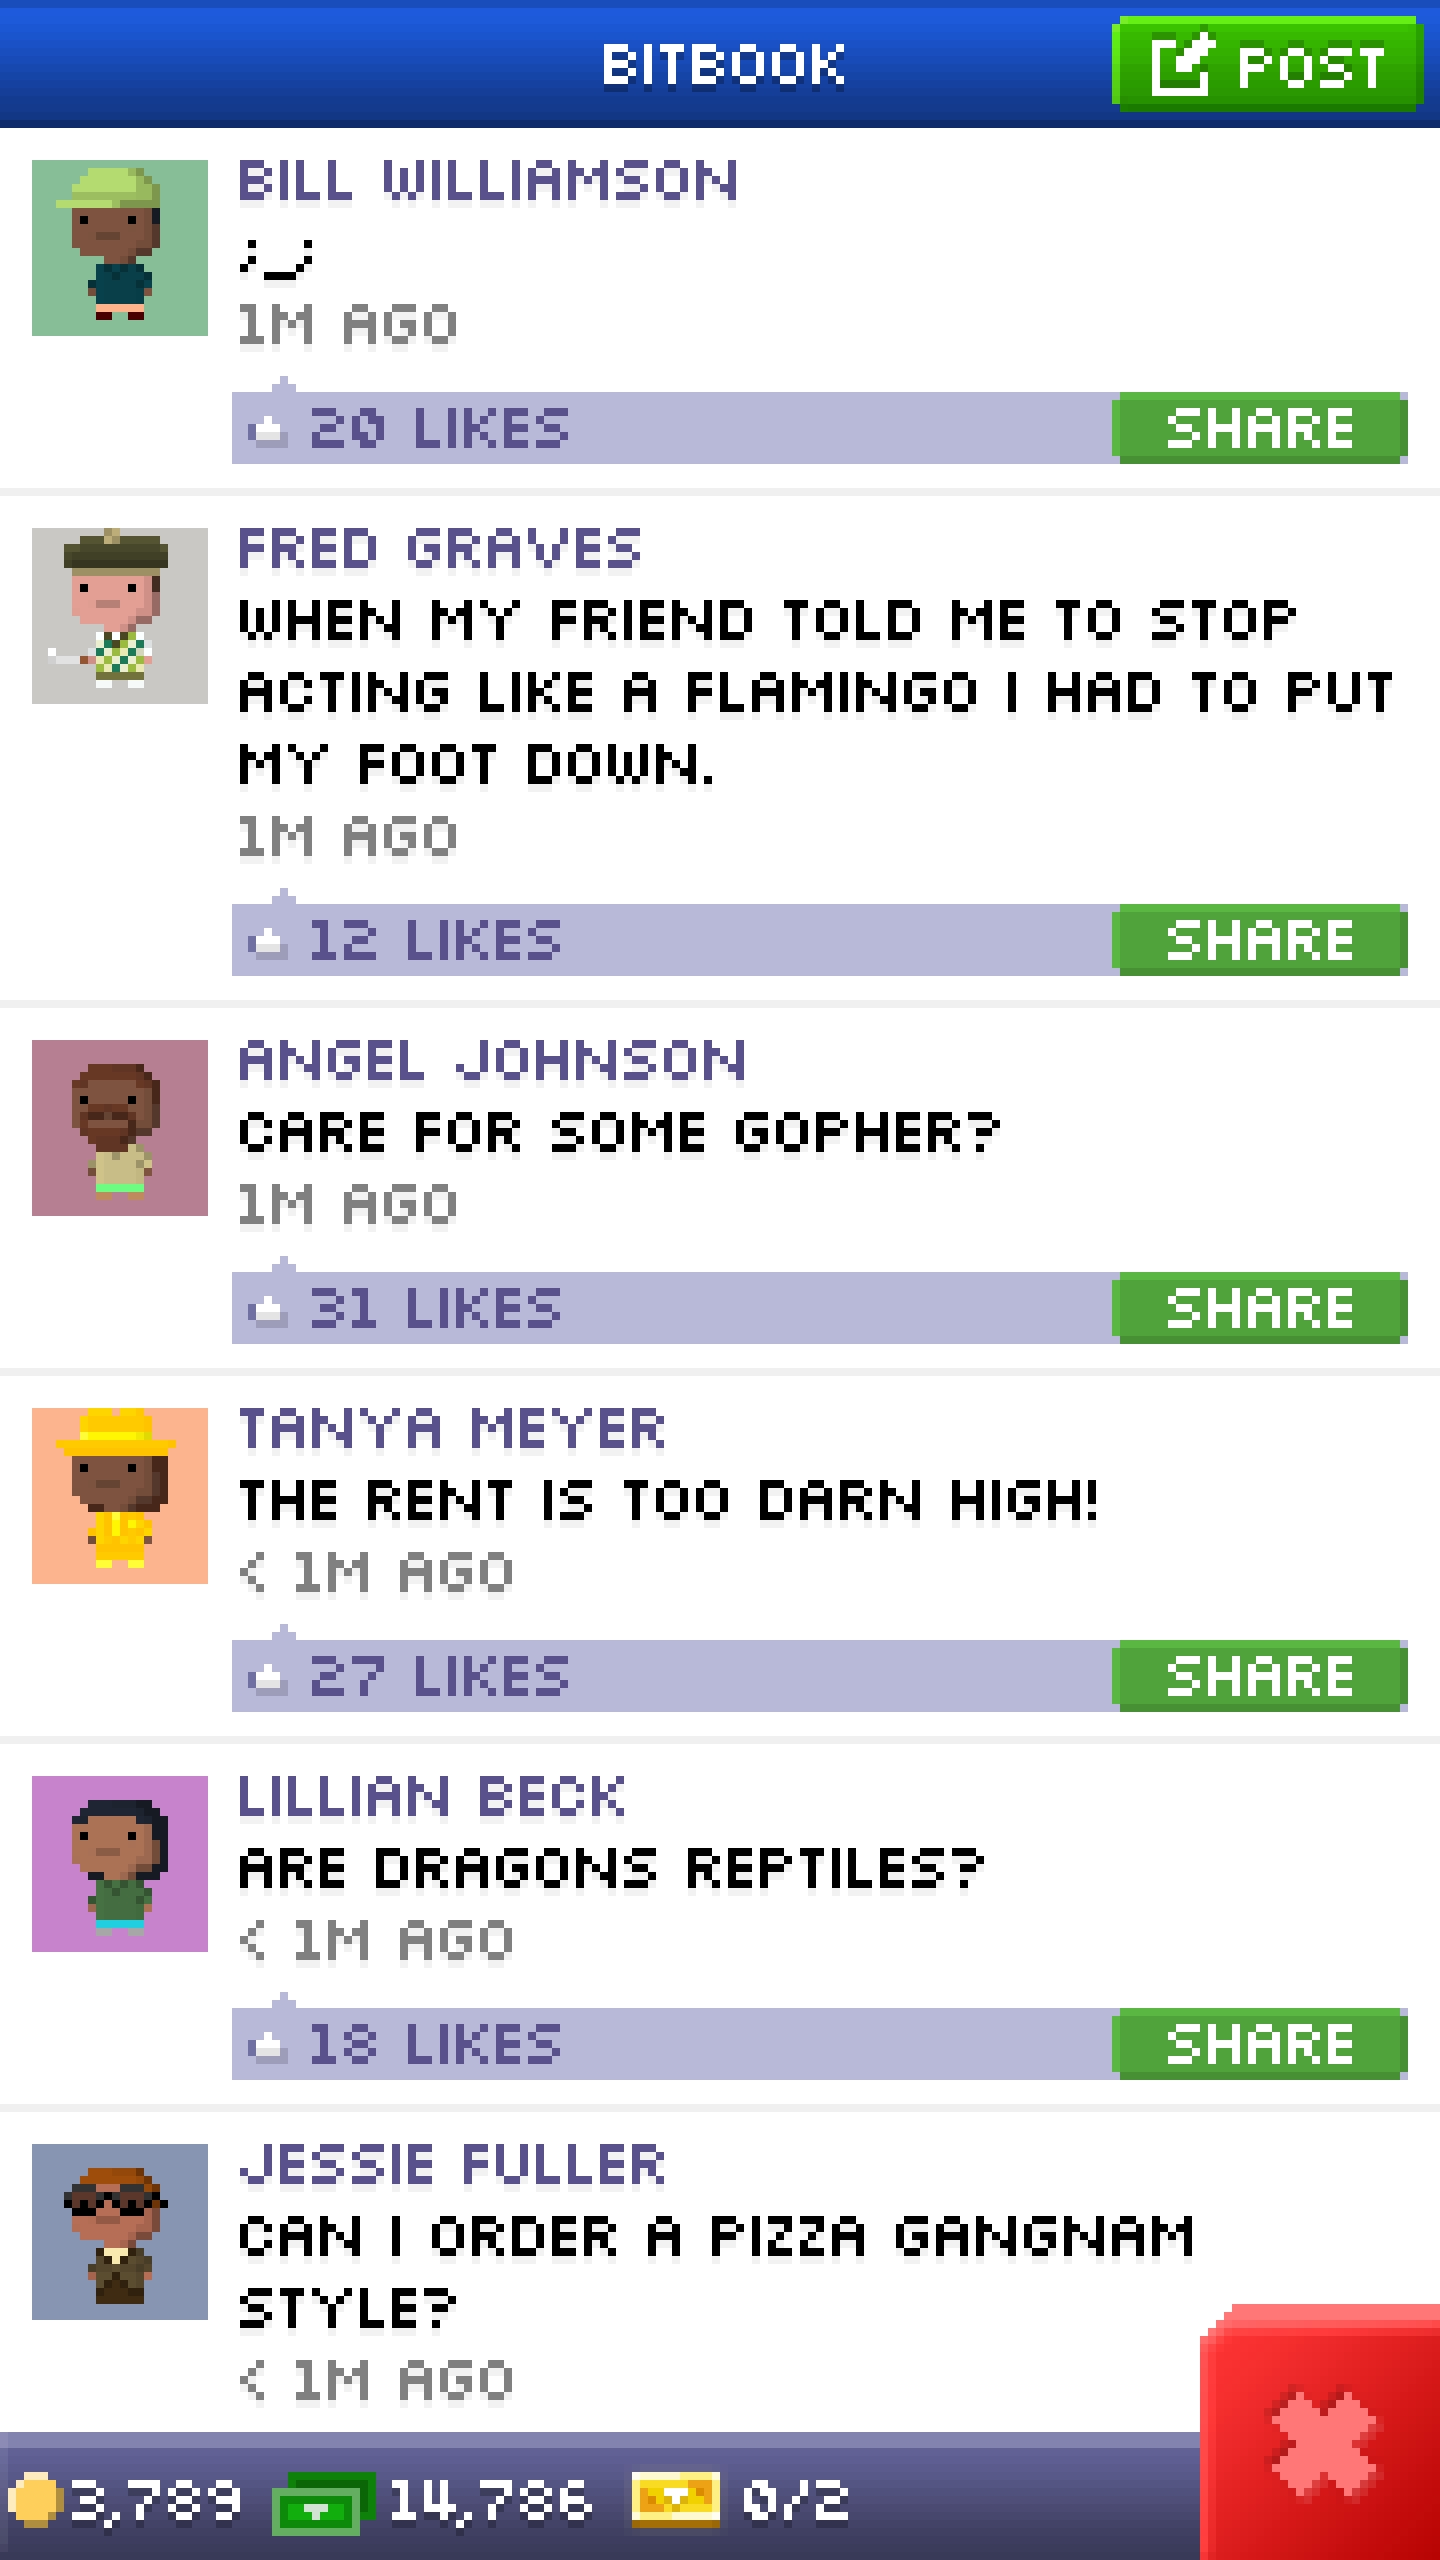 BITBOOK
POST
BILL WILLIAMSON
;_;
1M AGO
20 LIKES
SHARE
FRED GRAVES
WHEN MY FRIEND TOLD ME TO STOP
ACTING LIKE A FLAMINGO I HAD TO PUT
MY FOOT DOWN.
1M AGO
12 LIKES
SHARE
ANGEL JOHNSON
CARE FOR SOME GOPHER?
1M AGO
31 LIKES
SHARE
TANYA MEYER
THE RENT IS TOO DARN HIGH!
< 1M AGO
27 LIKES
SHARE
LILLIAN BECK
ARE DRAGONS REPTILES?
< 1M AGO
18 LIKES
SHARE
JESSIE FULLER
CAN I ORDER A PIZZA GANGNAM
STYLE?
< 1M AGO
3,789 14,786 0/2